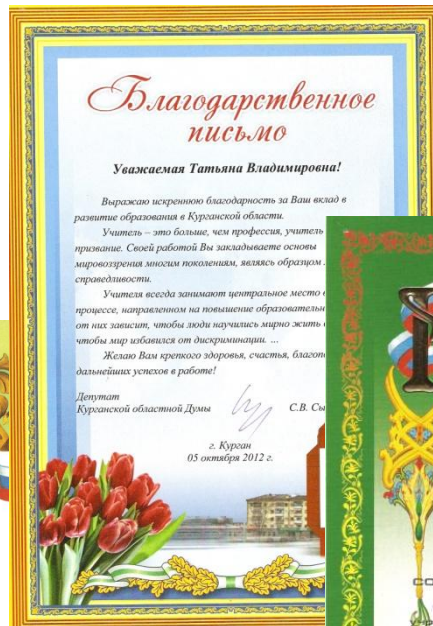 Благодарственное
письмо
Уважаемая Татьяна Владимировна!
Выражаю искреннюю благодарность за Ваш вклад в
развитие образования в Курганской области.
Учитель – это больше, чем профессия, учитель
призвание. Своей работой Вы закладываете основы
мировоззрения многим поколениям, являясь образцом
справедливости.
Учителя всегда занимают центральное место
процессе, направленном на повышение
от них зависит, чтобы люди научились мирно жить
чтобы мир избавился от дискриминации. ...
Желаю Вам крепкого здоровья, счастья,
дальнейших успехов в работе!
Депутат
Курганской областной Думы С.В.
г. Курган
05 октября 2012 г.